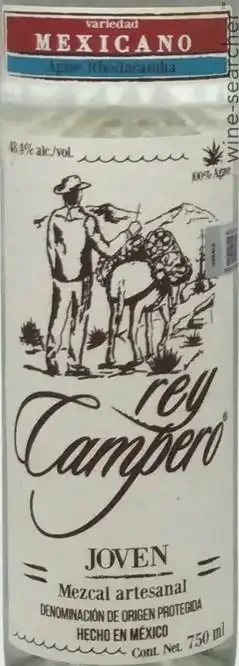 variedad
MEXICANO
Agave Rhodacantha
48.4% alc./vol.
100% Agave
rey
Campero®
JOVEN
Mezcal artesanal
DENOMINACIÓN DE ORIGEN PROTEGIDA
HECHO EN MÉXICO
Cont. Net. 750 ml
wine-searcher™